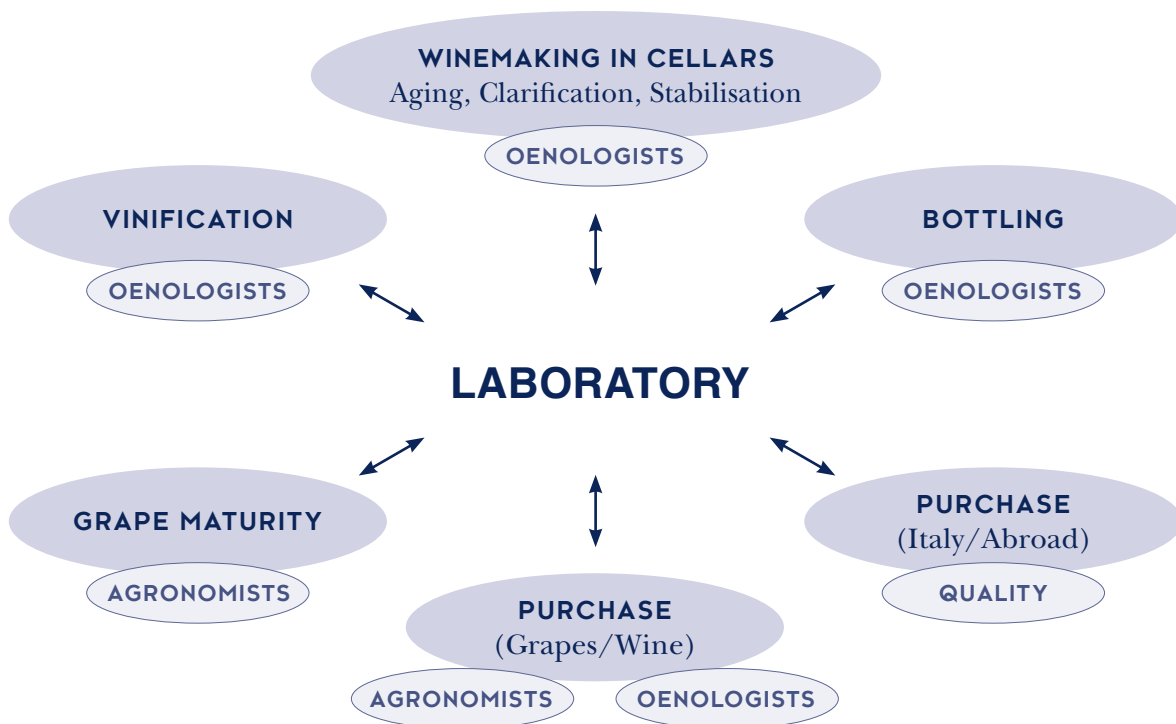 WINEMAKING IN CELLARS
Aging, Clarification, Stabilisation
OENOLOGISTS
VINIFICATION
OENOLOGISTS
BOTTLING
OENOLOGISTS
LABORATORY
GRAPE MATURITY
AGRONOMISTS
PURCHASE
(Grapes/Wine)
AGRONOMISTS
OENOLOGISTS
PURCHASE
(Italy/Abroad)
QUALITY